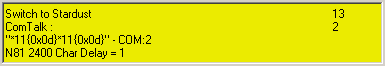 Switch to Stardust 13
ComTalk : 2
"*11{0x0d}*11{0x0d}" - COM:2
N81 2400 Char Delay = 1